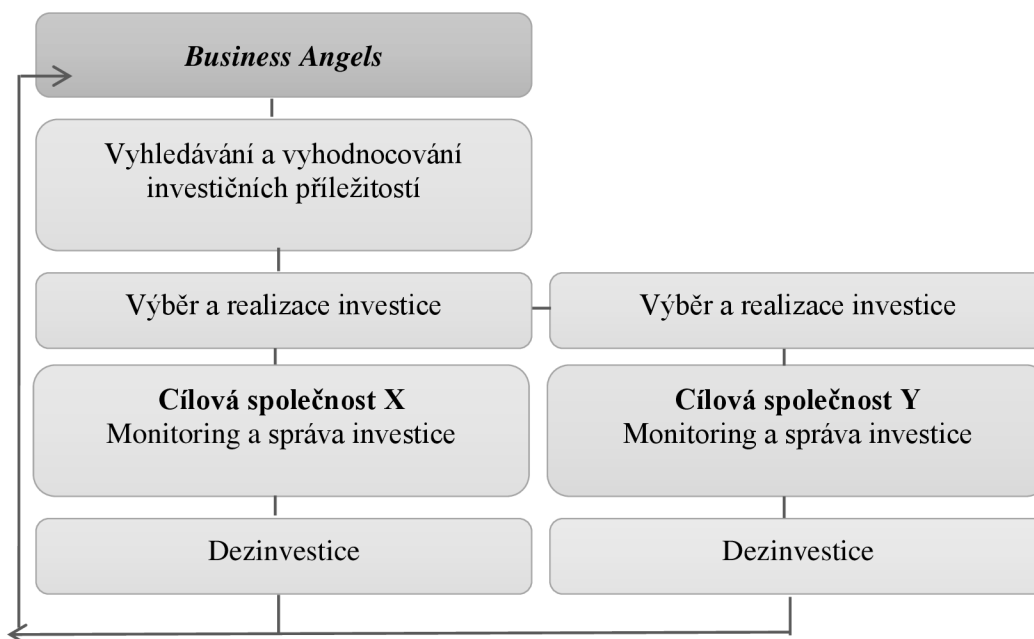 Business Angels
Vyhledávání a vyhodnocování
investičních příležitostí
Výběr a realizace investice
Výběr a realizace investice
Cílová společnost X
Monitoring a správa investice
Cílová společnost Y
Monitoring a správa investice
Dezinvestice
Dezinvestice